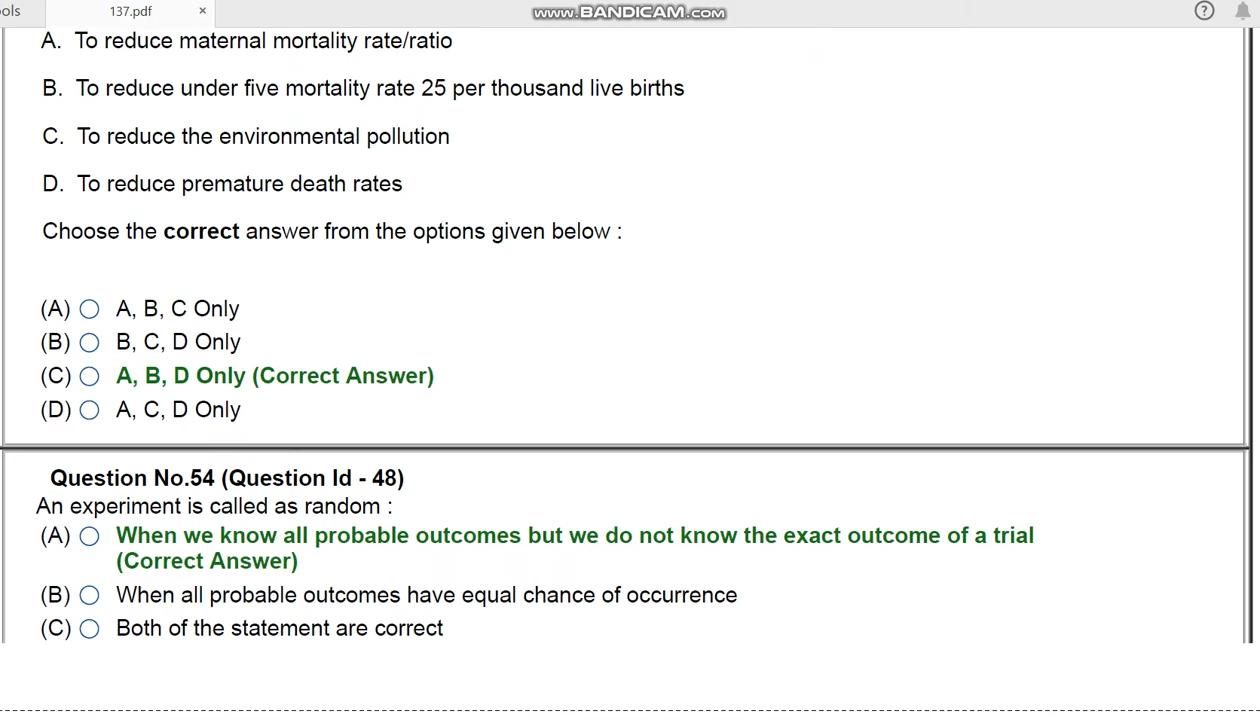 ols
137.pdf
×
www.BANDICAM.com
?
A. To reduce maternal mortality rate/ratio
B. To reduce under five mortality rate 25 per thousand live births
C. To reduce the environmental pollution
D. To reduce premature death rates
Choose the correct answer from the options given below :
(A) A, B, C Only
(B) B, C, D Only
(C) A, B, D Only (Correct Answer)
(D) A, C, D Only
Question No.54 (Question Id - 48)
An experiment is called as random :
(A) When we know all probable outcomes but we do not know the exact outcome of a trial
(Correct Answer)
(B) When all probable outcomes have equal chance of occurrence
(C) Both of the statement are correct